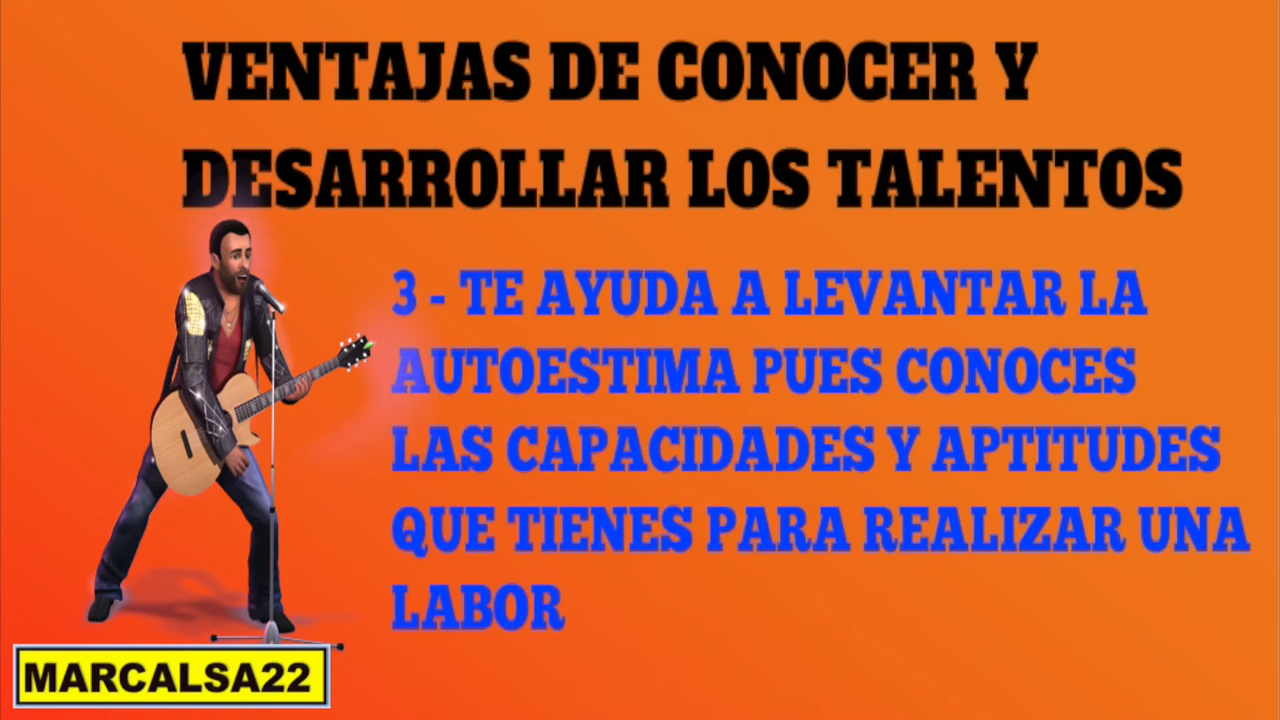 VENTAJAS DE CONOCER Y
DESARROLLAR LOS TALENTOS
3 - TE AYUDA A LEVANTAR LA
AUTOESTIMA PUES CONOCES
LAS CAPACIDADES Y APTITUDES
QUE TIENES PARA REALIZAR UNA
LABOR
MARCALSA22